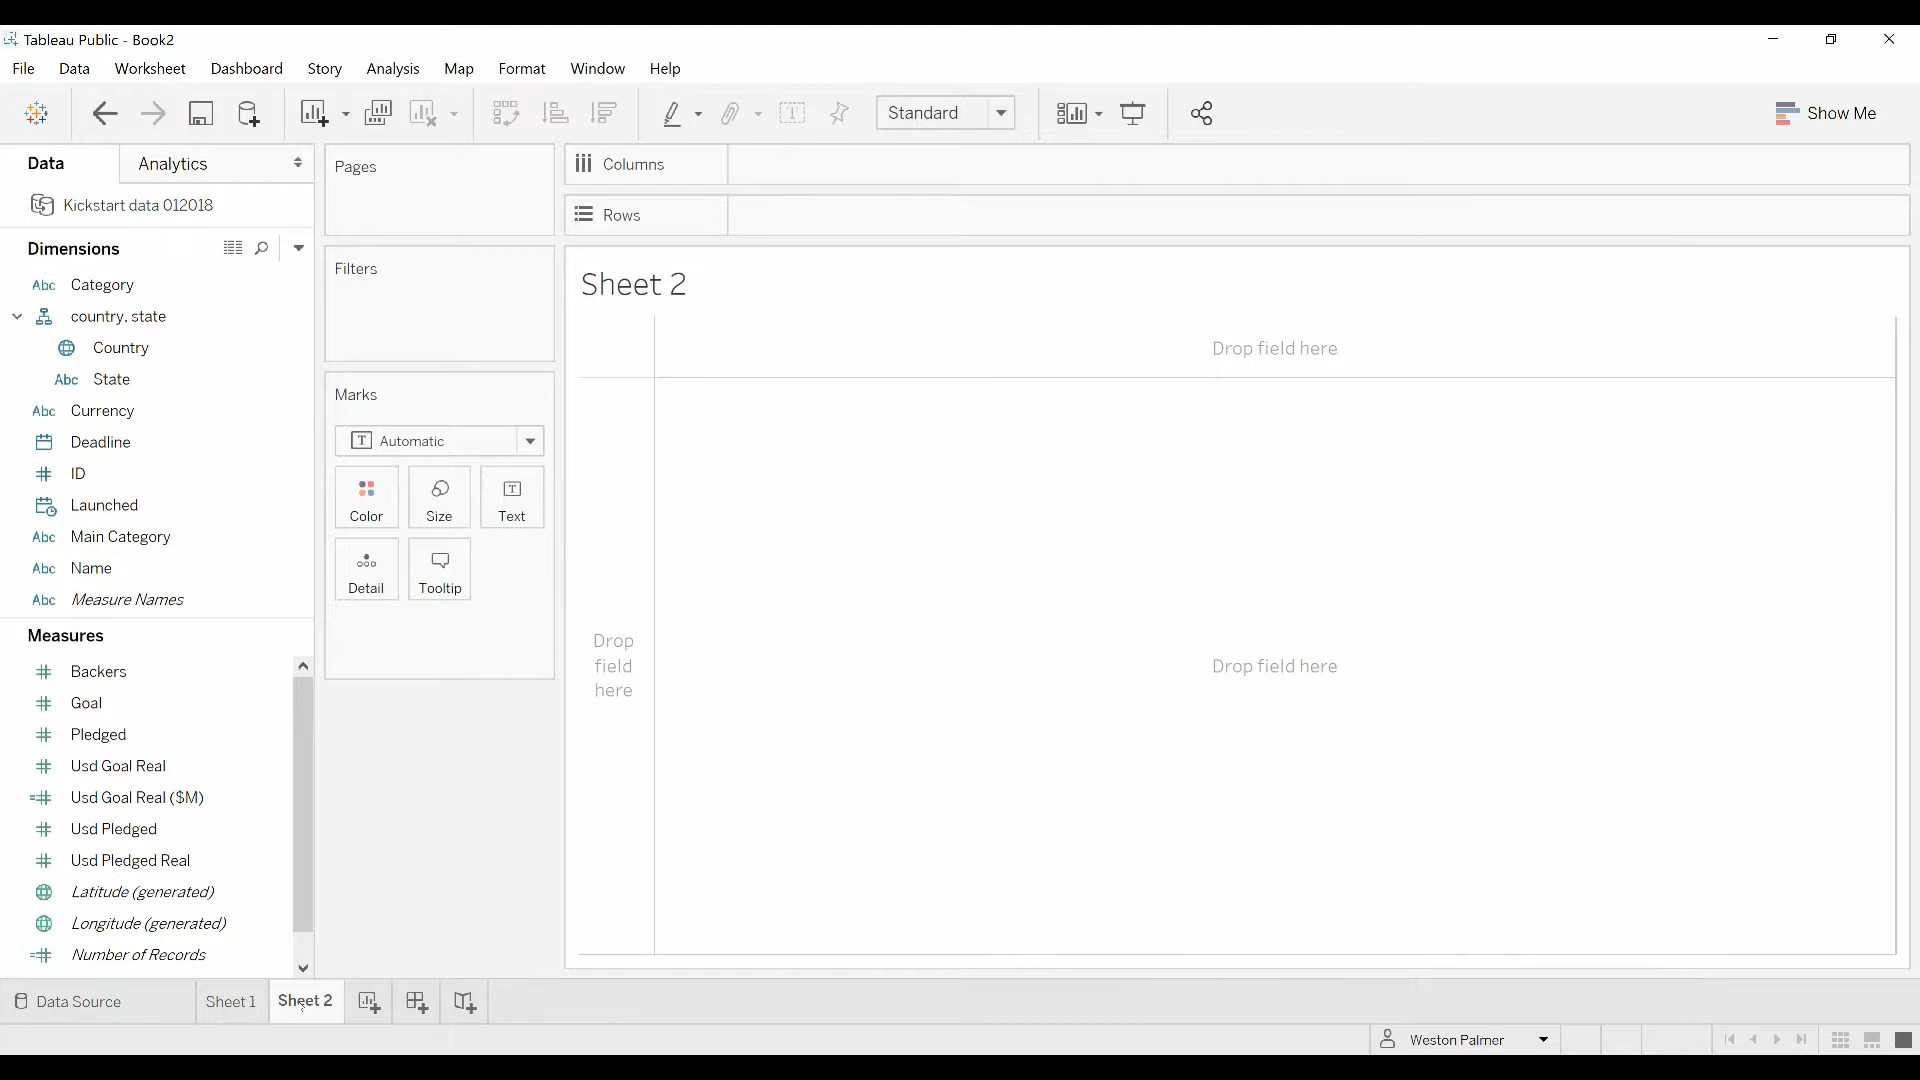 Tableau Public - Book2
File Data Worksheet Dashboard Story Analysis Map Format Window Help
Standard
Show Me
Data Analytics
Kickstart data 012018
Dimensions
Abc Category
country, state
Country
Abc State
Abc Currency
Deadline
ID
Launched
Abc Main Category
Abc Name
Abc Measure Names
Measures
Backers
Goal
Pledged
Usd Goal Real
Usd Goal Real ($M)
Usd Pledged
Usd Pledged Real
Latitude (generated)
Longitude (generated)
Number of Records
Pages
Filters
Marks
T Automatic
Color Size Text
Detail Tooltip
Columns
Rows
Sheet 2
Drop field here
Drop
field
here
Drop field here
Data Source Sheet 1 Sheet 2
Weston Palmer